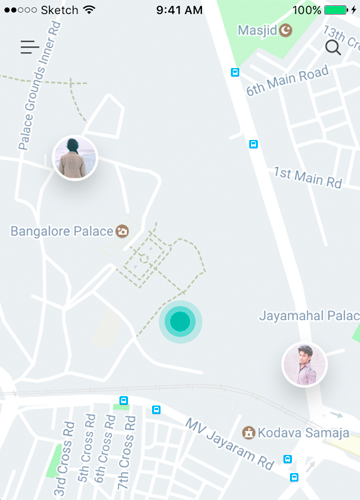 Sketch 9:41 AM 100%
Masjid
13th Cr
Palace Grounds Inner Rd
6th Main Road
1st Main Rd
Bangalore Palace
Jayamahal Palac
MV Jayaram Rd
Kodava Samaja
3rd Cross Rd
5th Cross Rd
6th Cross Rd
7th Cross Rd